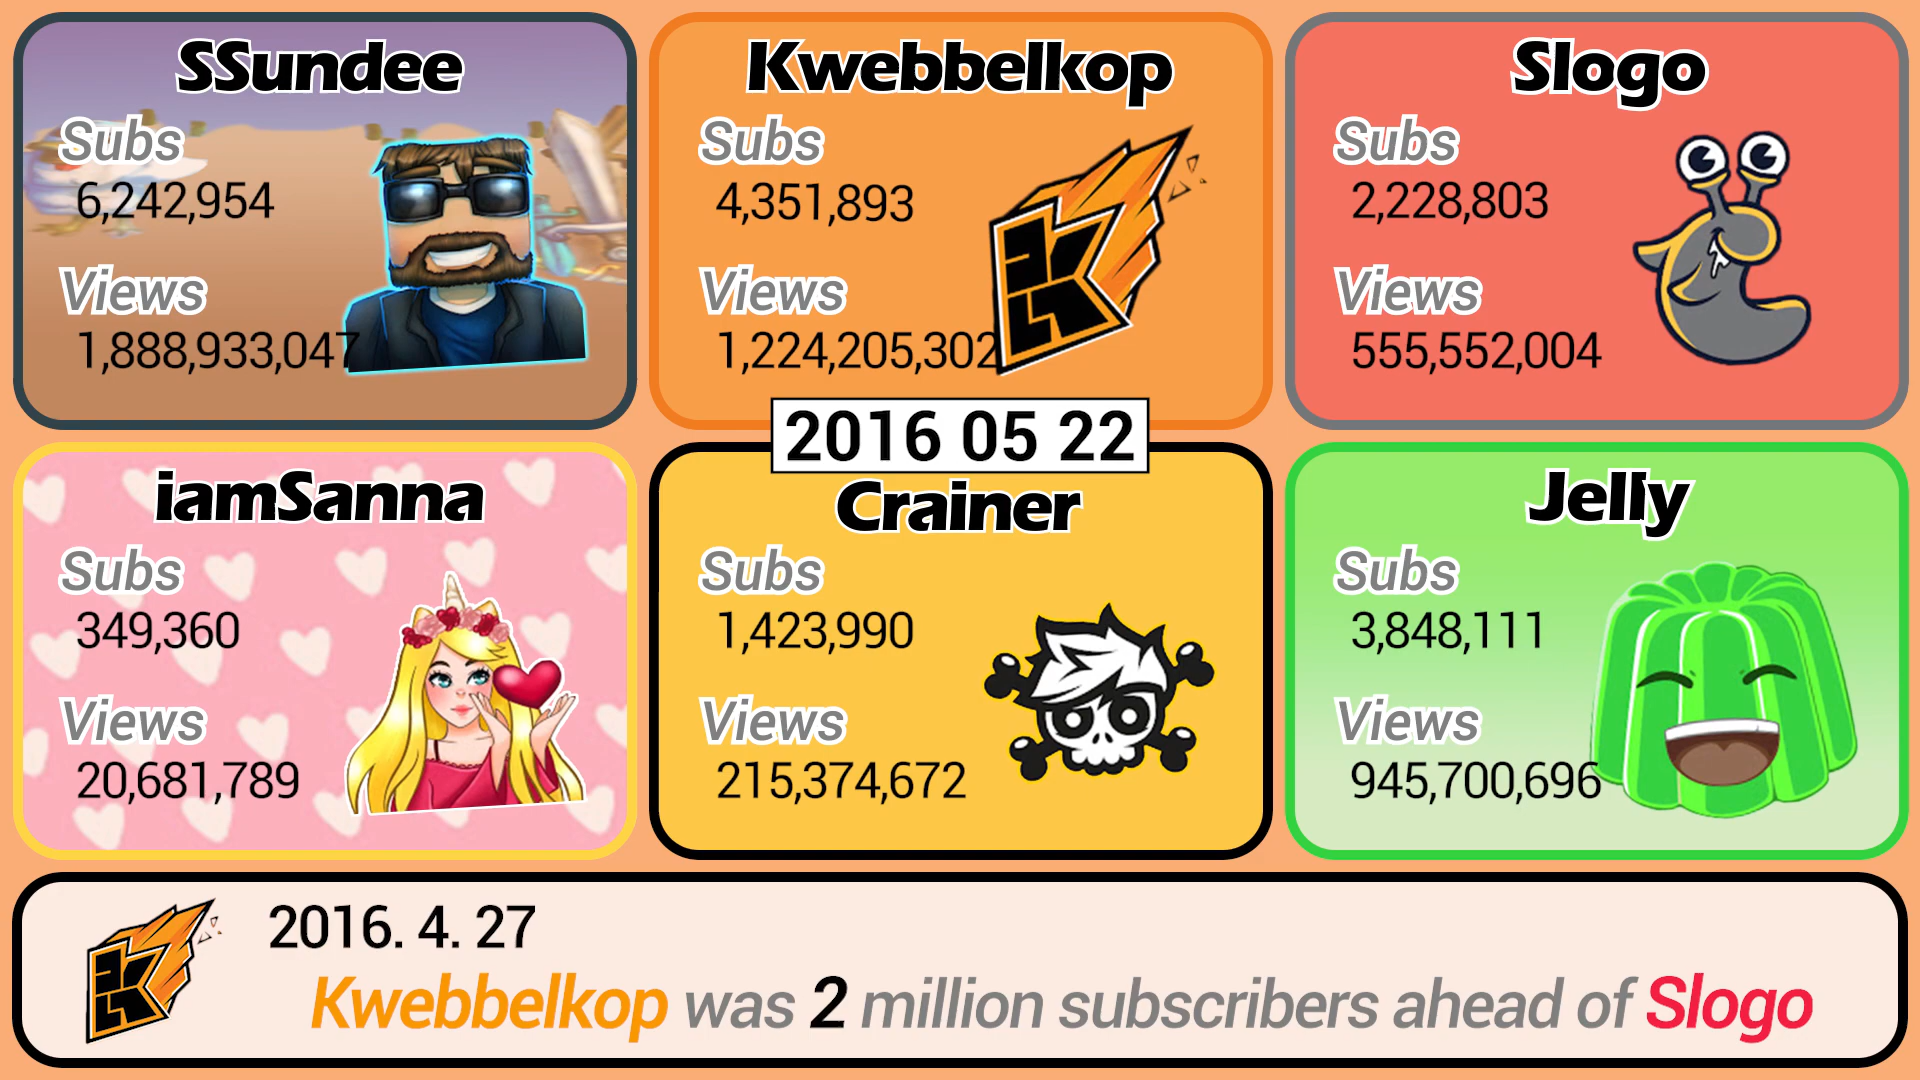 SSundee
Subs
6,242,954
Views
1,888,933,047
Kwebbelkop
Subs
4,351,893
Views
1,224,205,302
Slogo
Subs
2,228,803
Views
555,552,004
2016 05 22
iamSanna
Subs
349,360
Views
20,681,789
Crainer
Subs
1,423,990
Views
215,374,672
Jelly
Subs
3,848,111
Views
945,700,696
2016. 4. 27
Kwebbelkop was 2 million subscribers ahead of Slogo